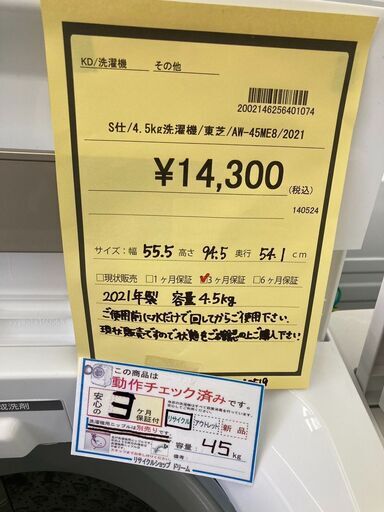 KD/洗濯機 その他
2002146256401074
S仕/4.5kg洗濯機/東芝/AW-45ME8/2021
¥14,300
(税込)
140524
サイズ:幅 55.5 高さ 94.5 奥行 54.1 cm
□現状販売 □1ヶ月保証 ☑3ヶ月保証 □6ヶ月保証
2021年製 容量4.5kg
ご使用前に水だけで回してからご使用下さい.
現状販売ですので状態をご確認の上ご購入下さい!
この商品は
動作チェック済みです。
安心の 3 ヶ月保証付
リサイクル アウトレット 新品
洗濯機用ニップルは別売りです
容量: 4.5 kg
備考:
リサイクルショップ ドリーム
成洗剤